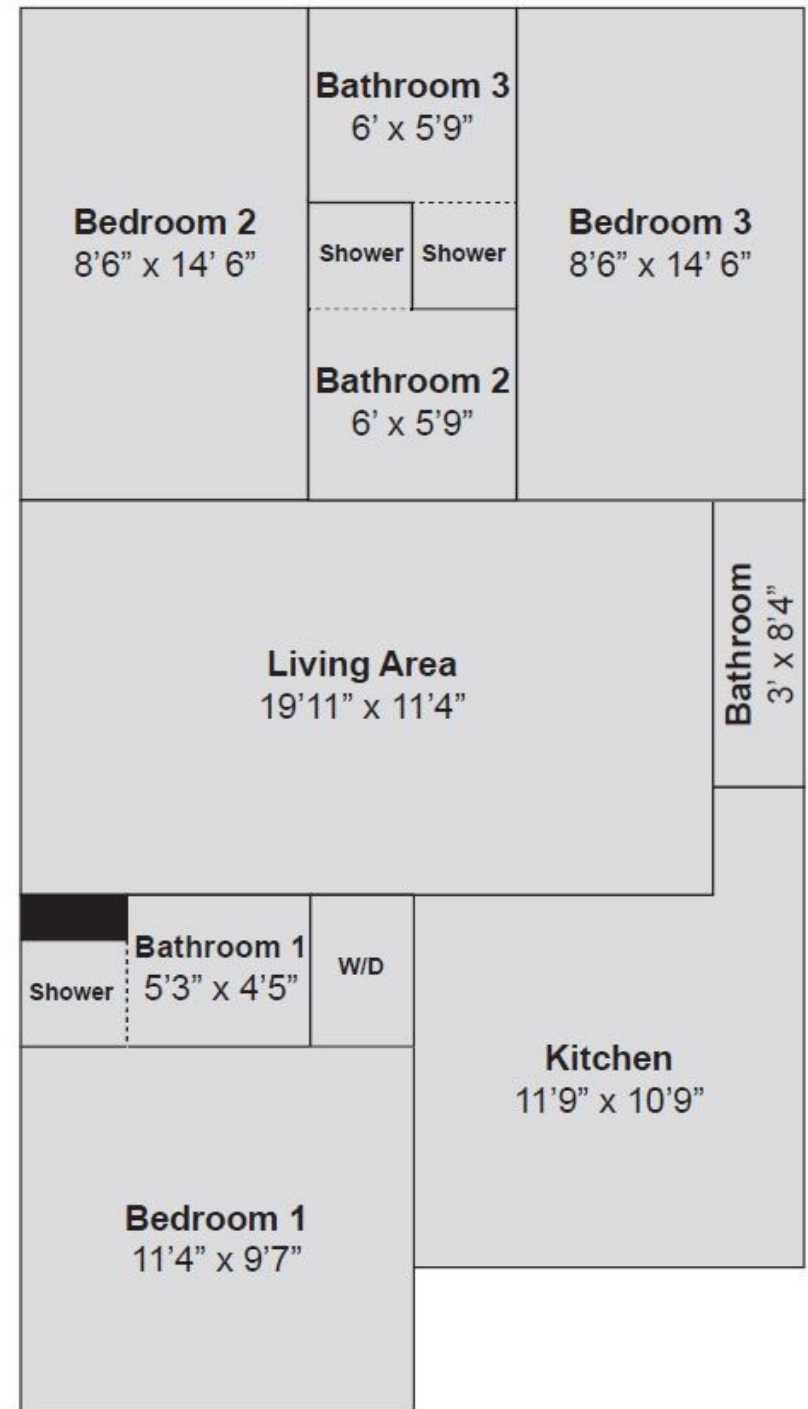 Bathroom 3
6’ x 5’9”
Bedroom 2
8’6” x 14’ 6”
Shower
Shower
Bedroom 3
8’6” x 14’ 6”
Bathroom 2
6’ x 5’9”
Living Area
19’11” x 11’4”
Bathroom
3’ x 8’4”
Shower
Bathroom 1
5’3” x 4’5”
W/D
Kitchen
11’9” x 10’9”
Bedroom 1
11’4” x 9’7”